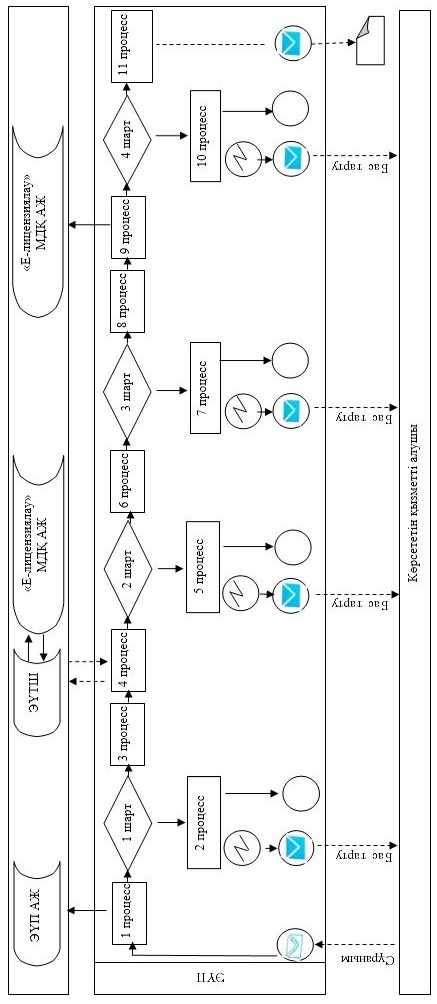 ЭҮП АЖ
ЭҮТШ
«Е-лицензиялау»
МДҚ АЖ
«Е-лицензиялау»
МДҚ АЖ
ЭҮП
1 процесс
1 шарт
3 процесс
4 процесс
2 шарт
6 процесс
3 шарт
8 процесс
9 процесс
4 шарт
11 процесс
2 процесс
5 процесс
7 процесс
10 процесс
Сұраным
Бас тарту
Бас тарту
Бас тарту
Бас тарту
Көрсететін қызметті алушы